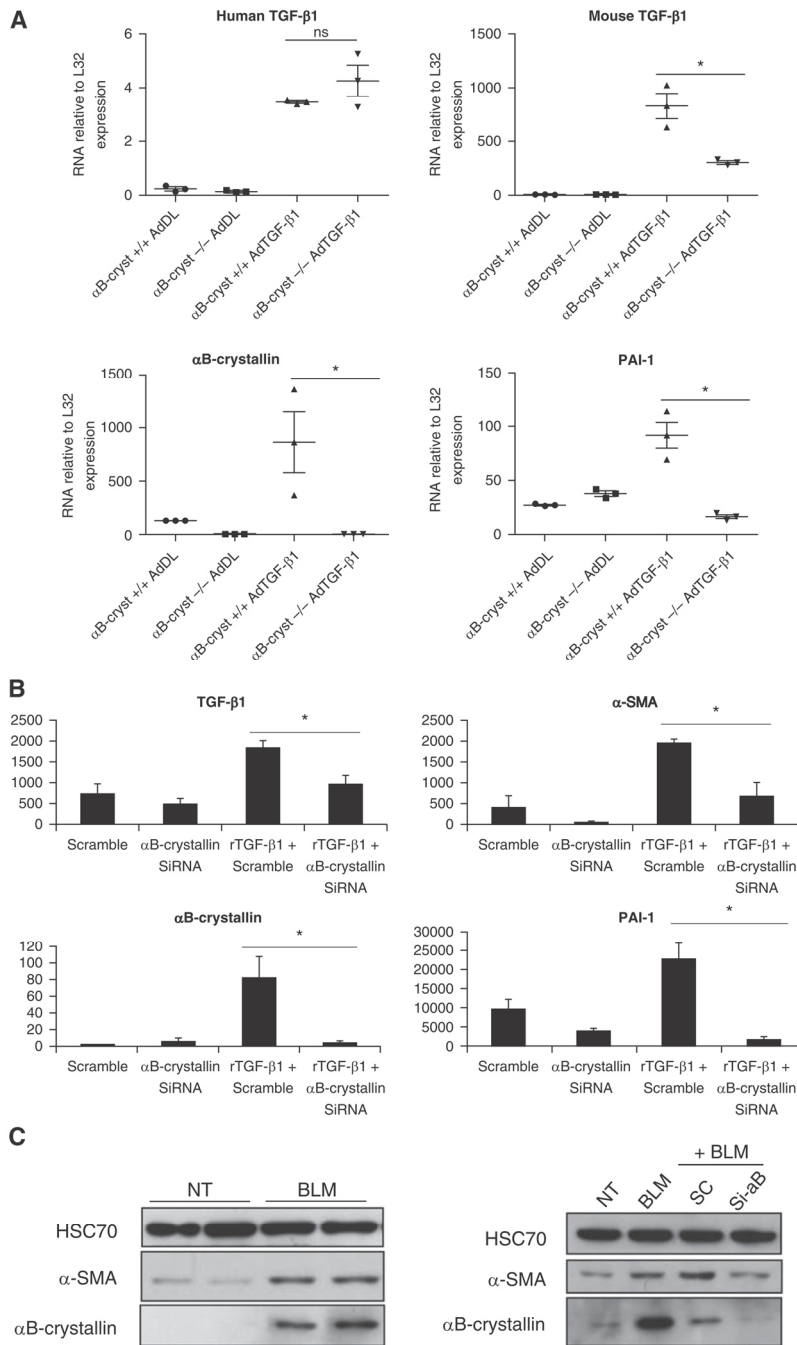 A
Human TGF-β1
RNA relative to L32
expression
6
4
2
0
ns
αB-cryst +/+ AdDL
αB-cryst –/– AdDL
αB-cryst +/+ AdTGF-β1
αB-cryst –/– AdTGF-β1
Mouse TGF-β1
RNA relative to L32
expression
1500
1000
500
0
*
αB-cryst +/+ AdDL
αB-cryst –/– AdDL
αB-cryst +/+ AdTGF-β1
αB-cryst –/– AdTGF-β1
αB-crystallin
RNA relative to L32
expression
1500
1000
500
0
*
αB-cryst +/+ AdDL
αB-cryst –/– AdDL
αB-cryst +/+ AdTGF-β1
αB-cryst –/– AdTGF-β1
PAI-1
RNA relative to L32
expression
150
100
50
0
*
αB-cryst +/+ AdDL
αB-cryst –/– AdDL
αB-cryst +/+ AdTGF-β1
αB-cryst –/– AdTGF-β1
B
TGF-β1
2500
2000
1500
1000
500
0
*
Scramble αB-crystallin rTGF-β1 + rTGF-β1 +
SiRNA Scramble αB-crystallin
SiRNA
α-SMA
2500
2000
1500
1000
500
0
*
Scramble αB-crystallin rTGF-β1 + rTGF-β1 +
SiRNA Scramble αB-crystallin
SiRNA
αB-crystallin
120
100
80
60
40
20
0
*
Scramble αB-crystallin rTGF-β1 + rTGF-β1 +
SiRNA Scramble αB-crystallin
SiRNA
PAI-1
30000
25000
20000
15000
10000
5000
0
*
Scramble αB-crystallin rTGF-β1 + rTGF-β1 +
SiRNA Scramble αB-crystallin
SiRNA
C
NT BLM
HSC70
α-SMA
αB-crystallin
+ BLM
NT BLM SC Si-aB
HSC70
α-SMA
αB-crystallin